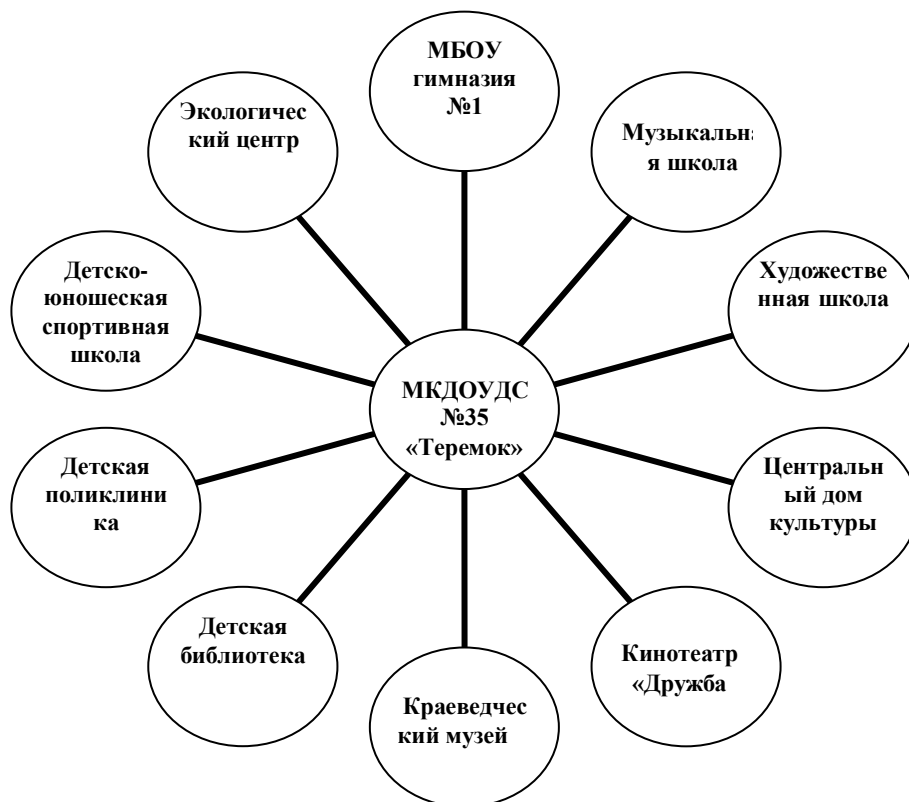 МБОУ
гимназия
№1
Музыкальна
я школа
Художестве
нная школа
Центральн
ый дом
культуры
Кинотеатр
«Дружба
Краеведчес
кий музей
Детская
библиотека
Детская
поликлини
ка
Детско-
юношеская
спортивная
школа
Экологичес
кий центр
МКДОУДС
№35
«Теремок»